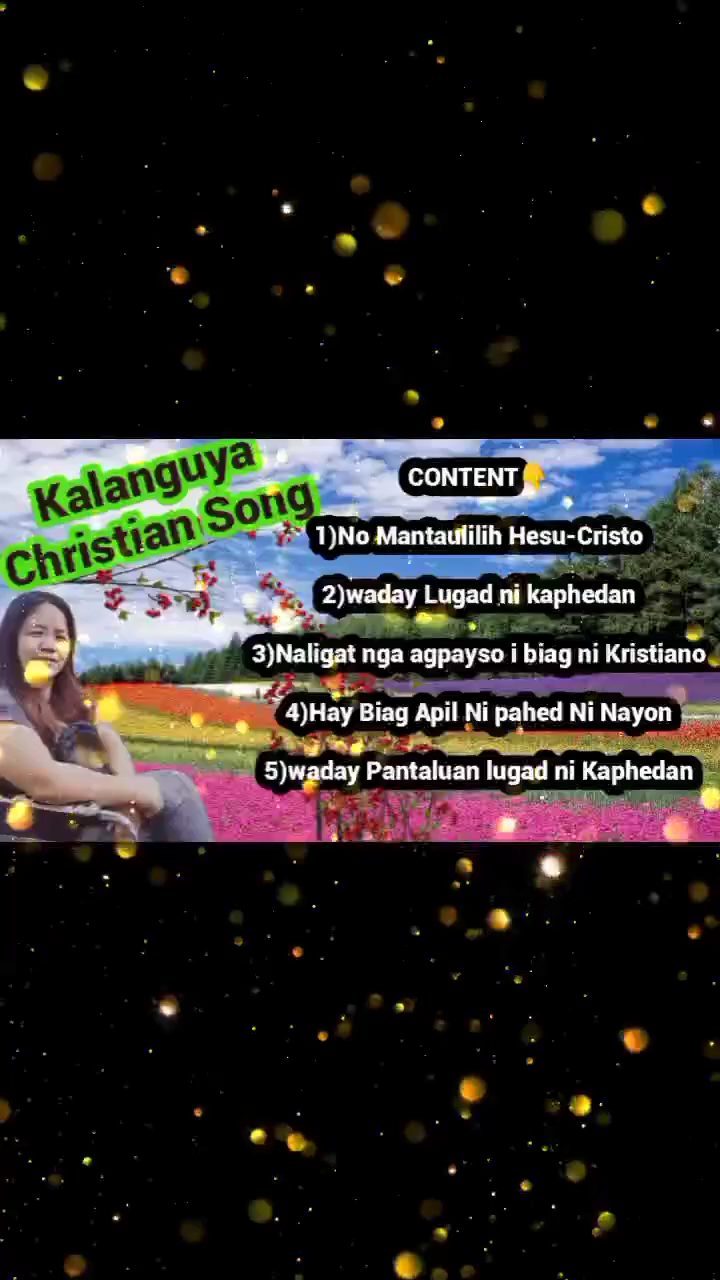 Kalanguya
Christian Song
CONTENT👇
1)No Mantaulilih Hesu-Cristo
2)waday Lugad ni kaphedan
3)Naligat nga agpayso i biag ni Kristiano
4)Hay Biag Apil Ni pahed Ni Nayon
5)waday Pantaluan lugad ni Kaphedan